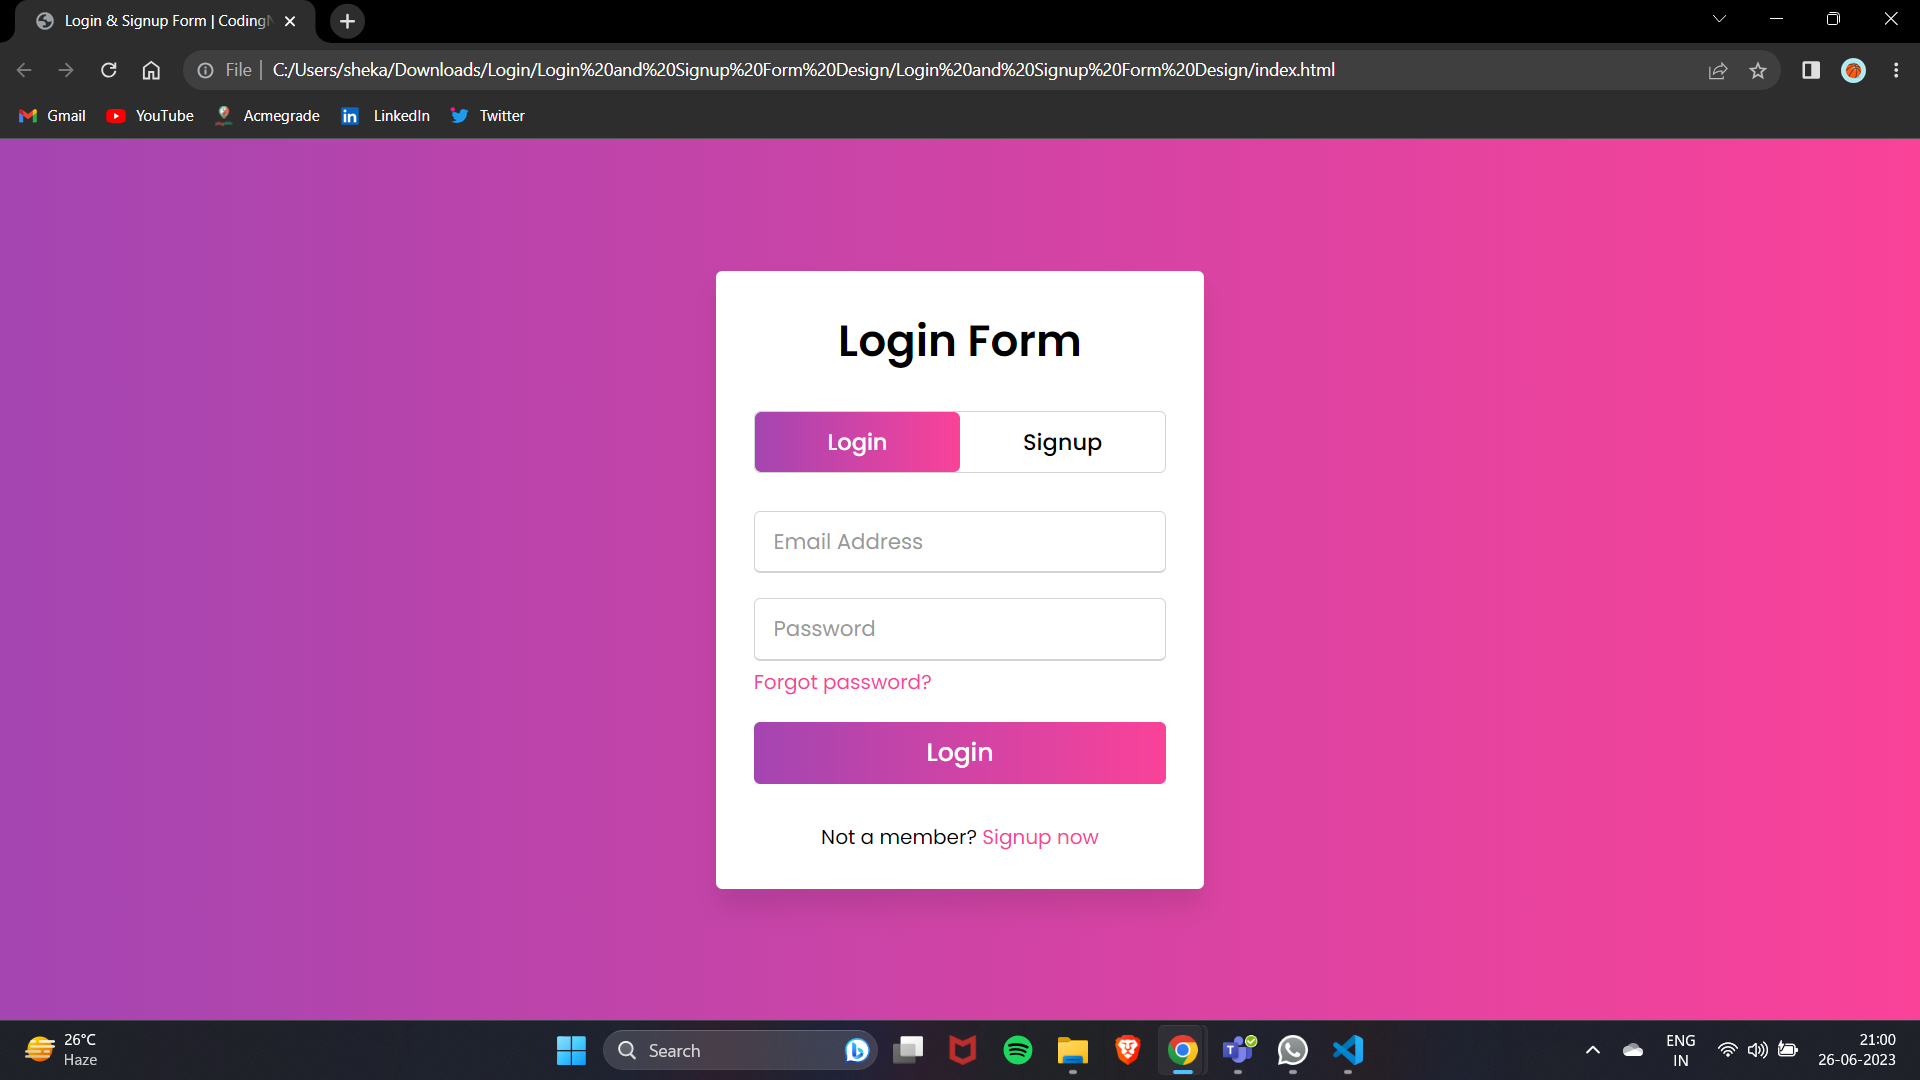 Login & Signup Form | Coding
File
C:/Users/sheka/Downloads/Login/Login%20and%20Signup%20Form%20Design/Login%20and%20Signup%20Form%20Design/index.html
Gmail
YouTube
Acmegrade
LinkedIn
Twitter
Login Form
Login
Signup
Email Address
Password
Forgot password?
Login
Not a member? Signup now
26°C
Haze
Search
ENG
IN
21:00
26-06-2023